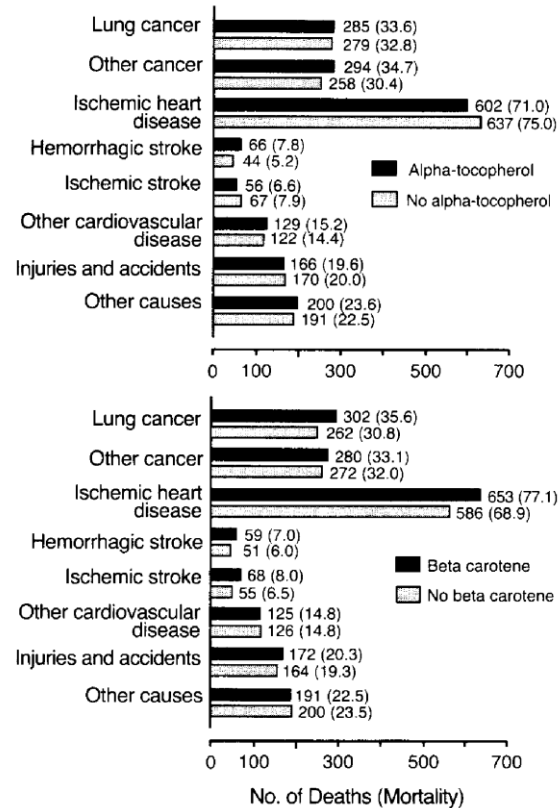 Lung cancer
285 (33.6)
279 (32.8)
Other cancer
294 (34.7)
258 (30.4)
Ischemic heart
disease
602 (71.0)
637 (75.0)
Hemorrhagic stroke
66 (7.8)
44 (5.2)
Alpha-tocopherol
Ischemic stroke
56 (6.6)
67 (7.9)
No alpha-tocopherol
Other cardiovascular
disease
129 (15.2)
122 (14.4)
Injuries and accidents
166 (19.6)
170 (20.0)
Other causes
200 (23.6)
191 (22.5)
0 100 300 500 700
Lung cancer
302 (35.6)
262 (30.8)
Other cancer
280 (33.1)
272 (32.0)
Ischemic heart
disease
653 (77.1)
586 (68.9)
Hemorrhagic stroke
59 (7.0)
51 (6.0)
Beta carotene
Ischemic stroke
68 (8.0)
55 (6.5)
No beta carotene
Other cardiovascular
disease
125 (14.8)
126 (14.8)
Injuries and accidents
172 (20.3)
164 (19.3)
Other causes
191 (22.5)
200 (23.5)
0 100 300 500 700
No. of Deaths (Mortality)